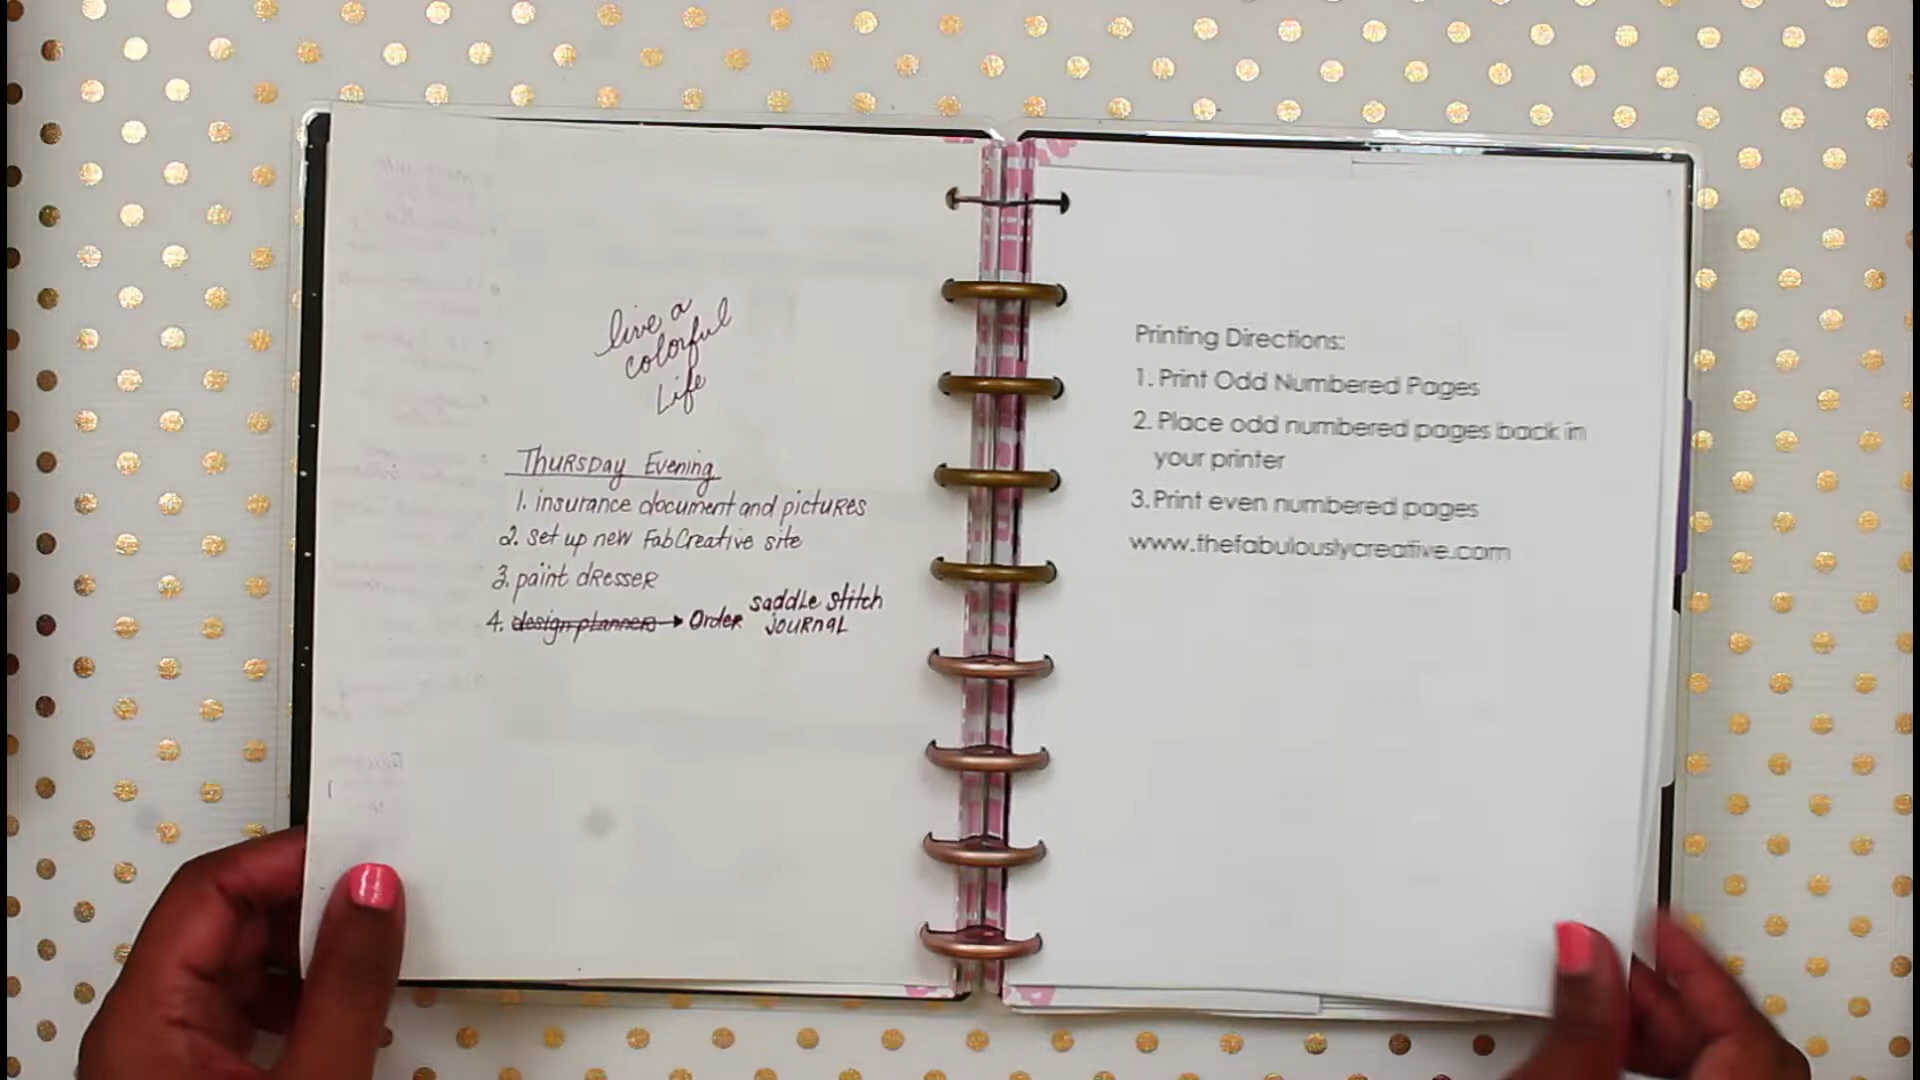 live a
colorful
Life
Thursday Evening
1. insurance document and pictures
2. set up new FabCreative site
3. paint dresser
4. design planners → Order saddle stitch
journal
Printing Directions:
1. Print Odd Numbered Pages
2. Place odd numbered pages back in
your printer
3. Print even numbered pages
www.thefabulouslycreative.com